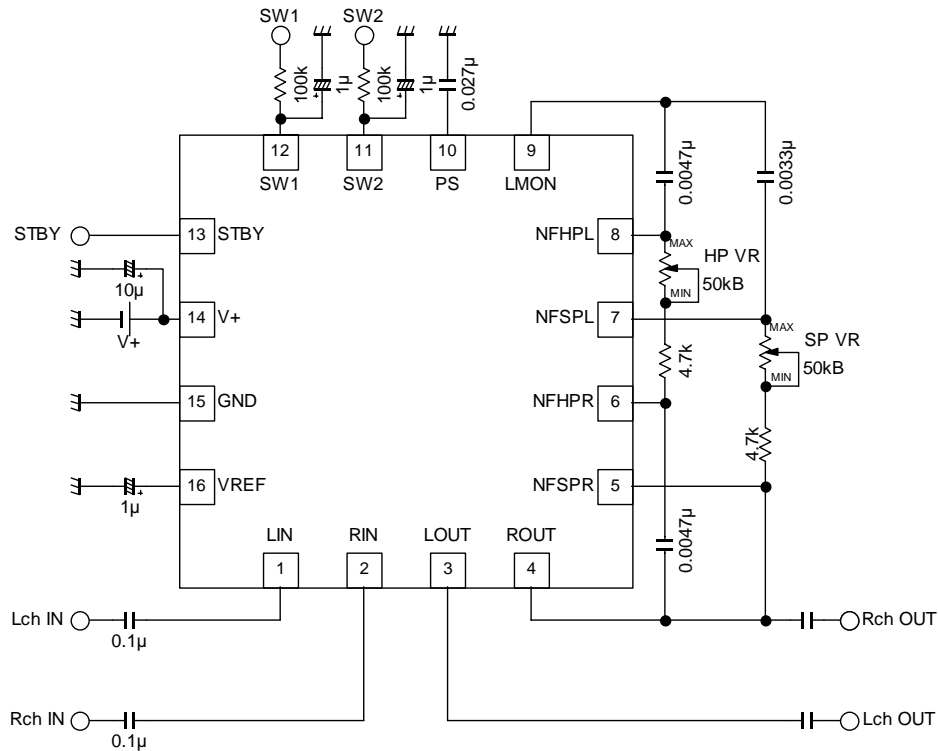 SW1
SW2
100k
1μ
+
100k
1μ
+
0.027μ
12
11
10
9
SW1
SW2
PS
LMON
0.0047μ
0.0033μ
STBY
13
STBY
NFHPL
8
MAX
HP VR
50kB
MIN
10μ
+
V+
14
V+
NFSPL
7
MAX
SP VR
50kB
MIN
4.7k
15
GND
NFHPR
6
4.7k
1μ
+
16
VREF
NFSPR
5
0.0047μ
LIN
RIN
LOUT
ROUT
1
2
3
4
Lch IN
0.1μ
Rch OUT
Rch IN
0.1μ
Lch OUT